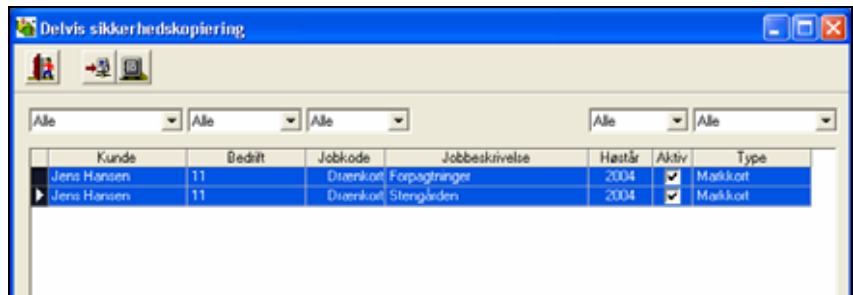 Delvis sikkerhedskopiering
Alle Alle Alle Alle Alle
Kunde Bedrift Jobkode Jobbeskrivelse Høstår Aktiv Type
Jens Hansen 11 Drænkort Forpagtninger 2004 Markkort
Jens Hansen 11 Drænkort Stengården 2004 Markkort